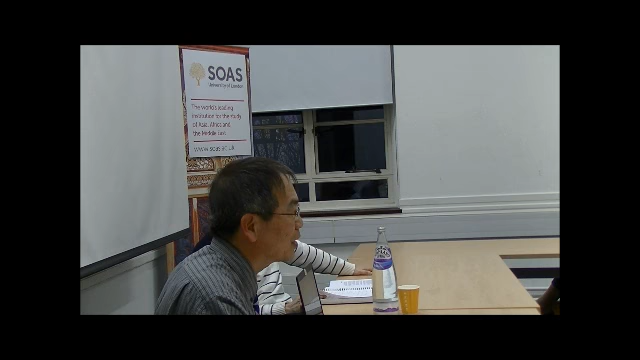 SOAS
University of London
The world's leading
institution for the study
of Asia, Africa and
the Middle East
www.soas.ac.uk